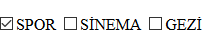 ☑ SPOR ☐ SİNEMA ☐ GEZİ